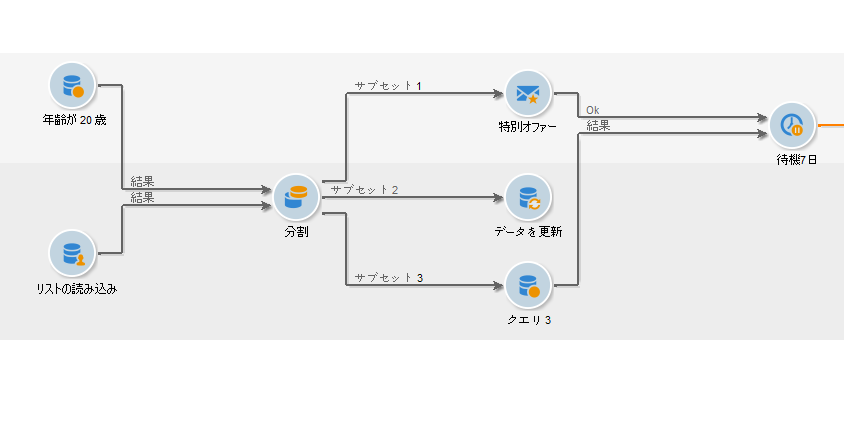 サブセット 1
年齢が 20 歳
特別オファー
Ok
結果
待機7日
結果
結果
サブセット 2
分割
データを更新
サブセット 3
リストの読み込み
クエリ 3